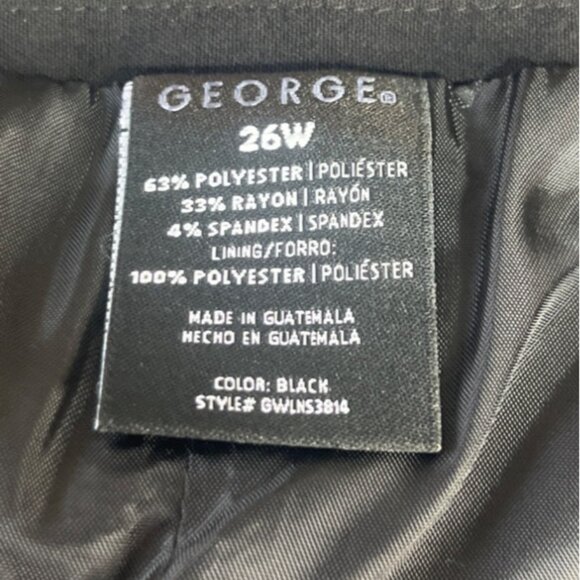 GEORGE®
26W
63% POLYESTER | POLIÉSTER
33% RAYON | RAYÓN
4% SPANDEX | SPANDEX
LINING/FORRO:
100% POLYESTER | POLIÉSTER
MADE IN GUATEMALA
HECHO EN GUATEMALA
COLOR: BLACK
STYLE# GWLNS3814